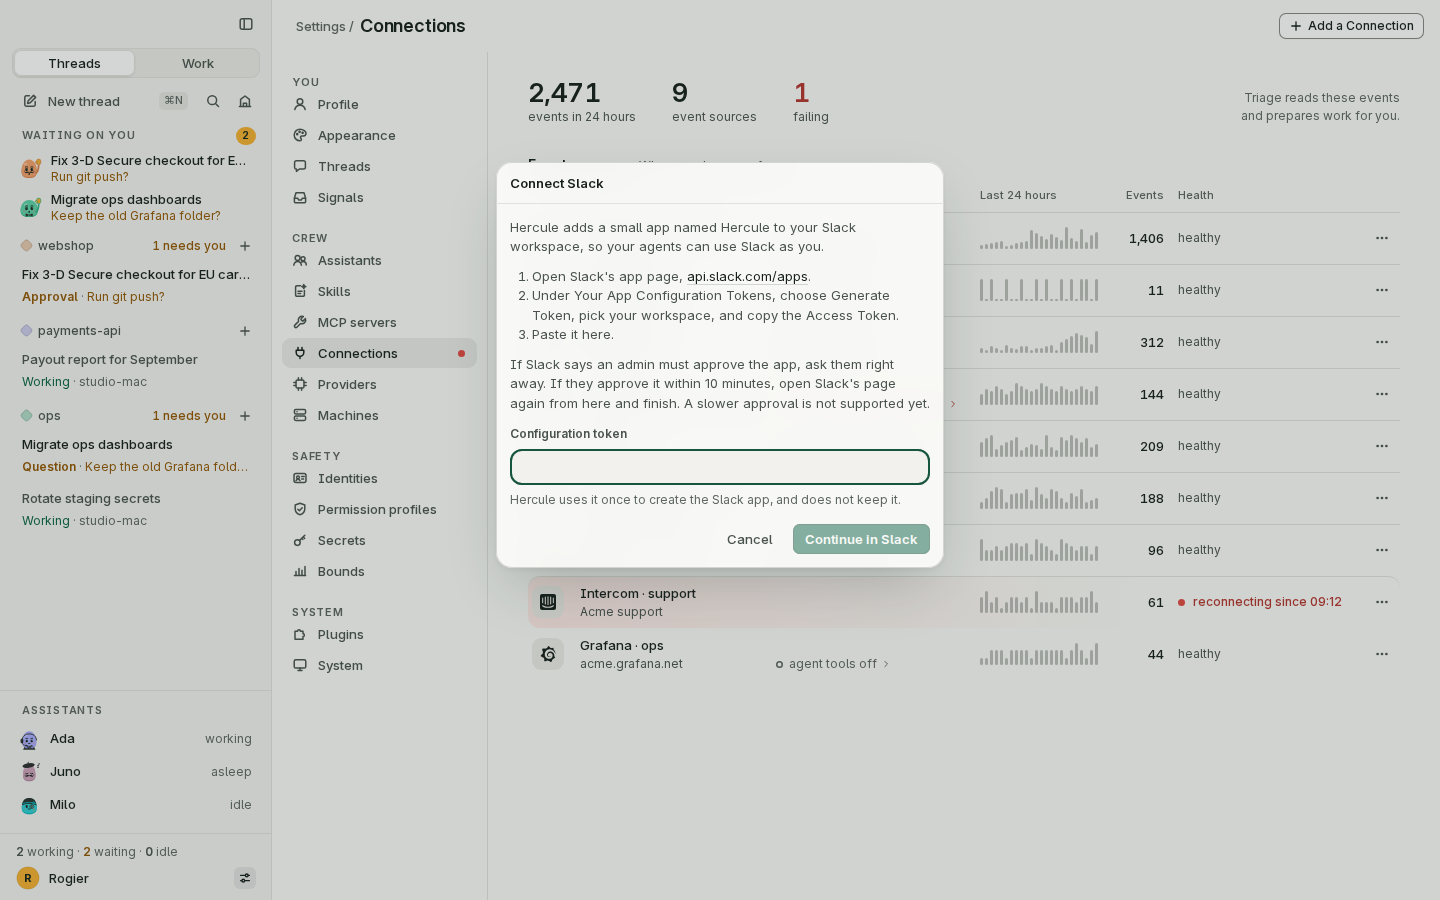 Threads
Work
New thread
⌘N
WAITING ON YOU
2
Fix 3-D Secure checkout for E...
Run git push?
Migrate ops dashboards
Keep the old Grafana folder?
webshop
1 needs you
Fix 3-D Secure checkout for EU car...
Approval · Run git push?
payments-api
Payout report for September
Working · studio-mac
ops
1 needs you
Migrate ops dashboards
Question · Keep the old Grafana fold...
Rotate staging secrets
Working · studio-mac
ASSISTANTS
Ada
working
Juno
asleep
Milo
idle
2 working · 2 waiting · 0 idle
R
Rogier
Settings / Connections
Add a Connection
YOU
Profile
Appearance
Threads
Signals
CREW
Assistants
Skills
MCP servers
Connections
Providers
Machines
SAFETY
Identities
Permission profiles
Secrets
Bounds
SYSTEM
Plugins
System
2,471
events in 24 hours
9
event sources
1
failing
Triage reads these events
and prepares work for you.
Last 24 hours
Events
Health
1,406
healthy
11
healthy
312
healthy
144
healthy
209
healthy
188
healthy
96
healthy
Intercom · support
Acme support
61
reconnecting since 09:12
Grafana · ops
acme.grafana.net
agent tools off
44
healthy
Connect Slack
Hercule adds a small app named Hercule to your Slack
workspace, so your agents can use Slack as you.
1. Open Slack's app page, api.slack.com/apps.
2. Under Your App Configuration Tokens, choose Generate
Token, pick your workspace, and copy the Access Token.
3. Paste it here.
If Slack says an admin must approve the app, ask them right
away. If they approve it within 10 minutes, open Slack's page
again from here and finish. A slower approval is not supported yet.
Configuration token
Hercule uses it once to create the Slack app, and does not keep it.
Cancel
Continue in Slack